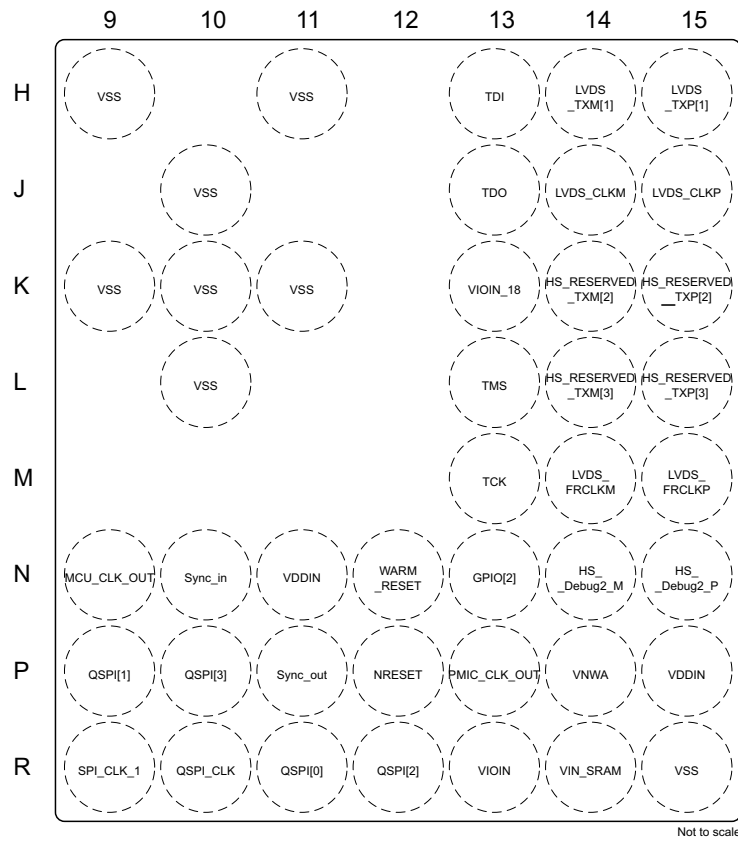 9 10 11 12 13 14 15
H VSS VSS TDI LVDS _TXM[1] LVDS _TXP[1]
J VSS TDO LVDS_CLKM LVDS_CLKP
K VSS VSS VSS VIOIN_18 HS_RESERVED _TXM[2] HS_RESERVED __TXP[2]
L VSS TMS HS_RESERVED _TXM[3] HS_RESERVED _TXP[3]
M TCK LVDS_ FRCLKM LVDS_ FRCLKP
N MCU_CLK_OUT Sync_in VDDIN WARM _RESET GPIO[2] HS_ _Debug2_M HS_ _Debug2_P
P QSPI[1] QSPI[3] Sync_out NRESET PMIC_CLK_OUT VNWA VDDIN
R SPI_CLK_1 QSPI_CLK QSPI[0] QSPI[2] VIOIN VIN_SRAM VSS
Not to scale